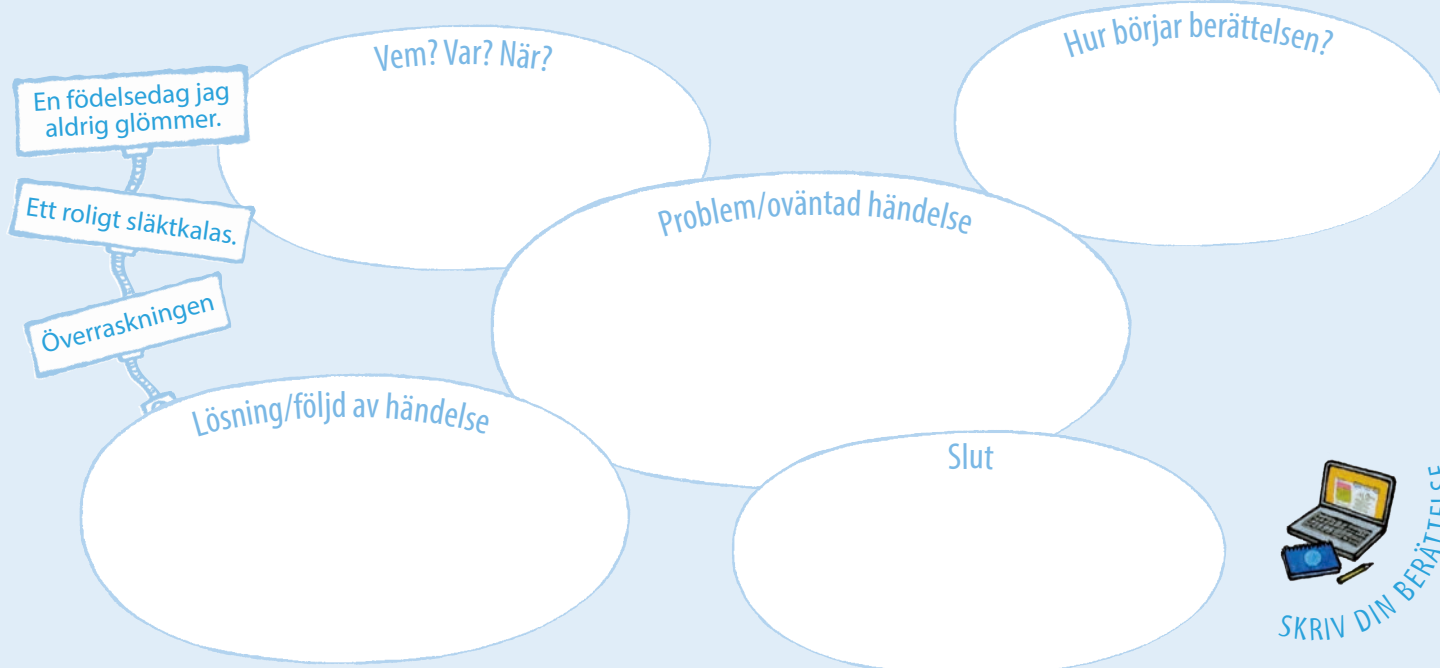 Vem? Var? När?
Hur börjar berättelsen?
En födelsedag jag
aldrig glömmer.
Ett roligt släktkalas.
Problem/oväntad händelse
Överraskningen
Lösning/följd av händelse
Slut
SKRIV DIN BERÄTTELSE